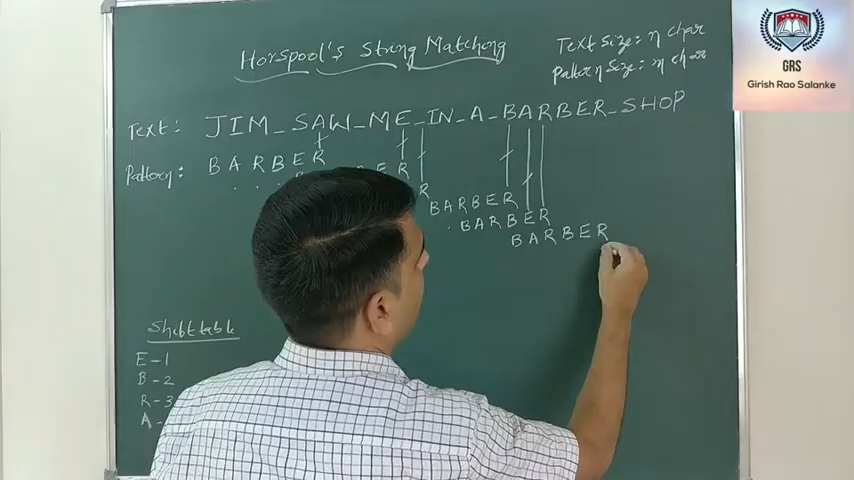 Horspool's String Matching
Text size: n char
Pattern size: m char
GRS
Girish Rao Salanke
Text: JIM_SAW_ME_IN_A_BARBER_SHOP
Pattern: BARBER
BARBER
BARBER
BARBER
Shift table
E-1
B-2
R-3
A-